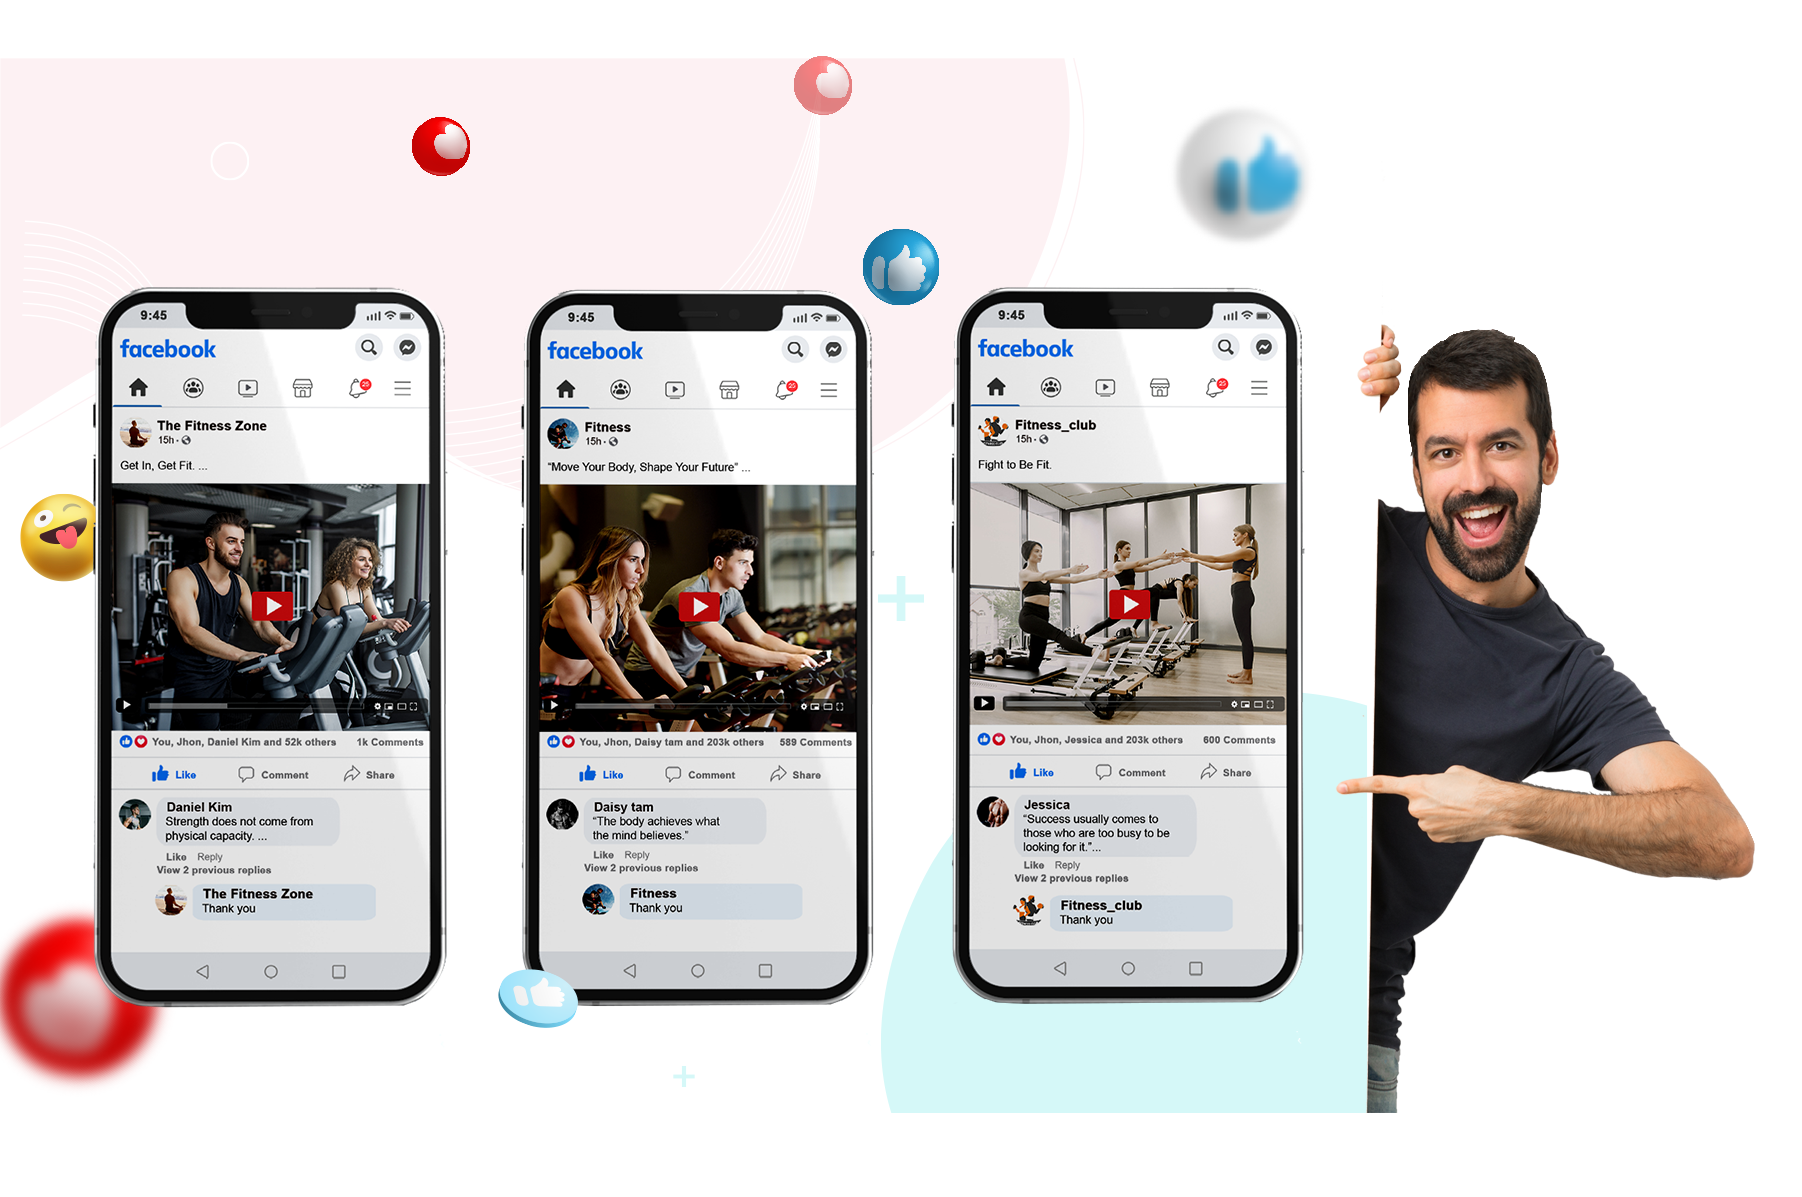 9:45
facebook
25
The Fitness Zone
15h ·
Get In, Get Fit. ...
You, Jhon, Daniel Kim and 52k others 1k Comments
Like Comment Share
Daniel Kim
Strength does not come from
physical capacity. ...
Like Reply
View 2 previous replies
The Fitness Zone
Thank you
9:45
facebook
25
Fitness
15h ·
“Move Your Body, Shape Your Future” ...
You, Jhon, Daisy tam and 203k others 589 Comments
Like Comment Share
Daisy tam
“The body achieves what
the mind believes.”
Like Reply
View 2 previous replies
Fitness
Thank you
9:45
facebook
25
Fitness_club
15h ·
Fight to Be Fit.
You, Jhon, Jessica and 203k others 600 Comments
Like Comment Share
Jessica
“Success usually comes to
those who are too busy to be
looking for it.”...
Like Reply
View 2 previous replies
Fitness_club
Thank you